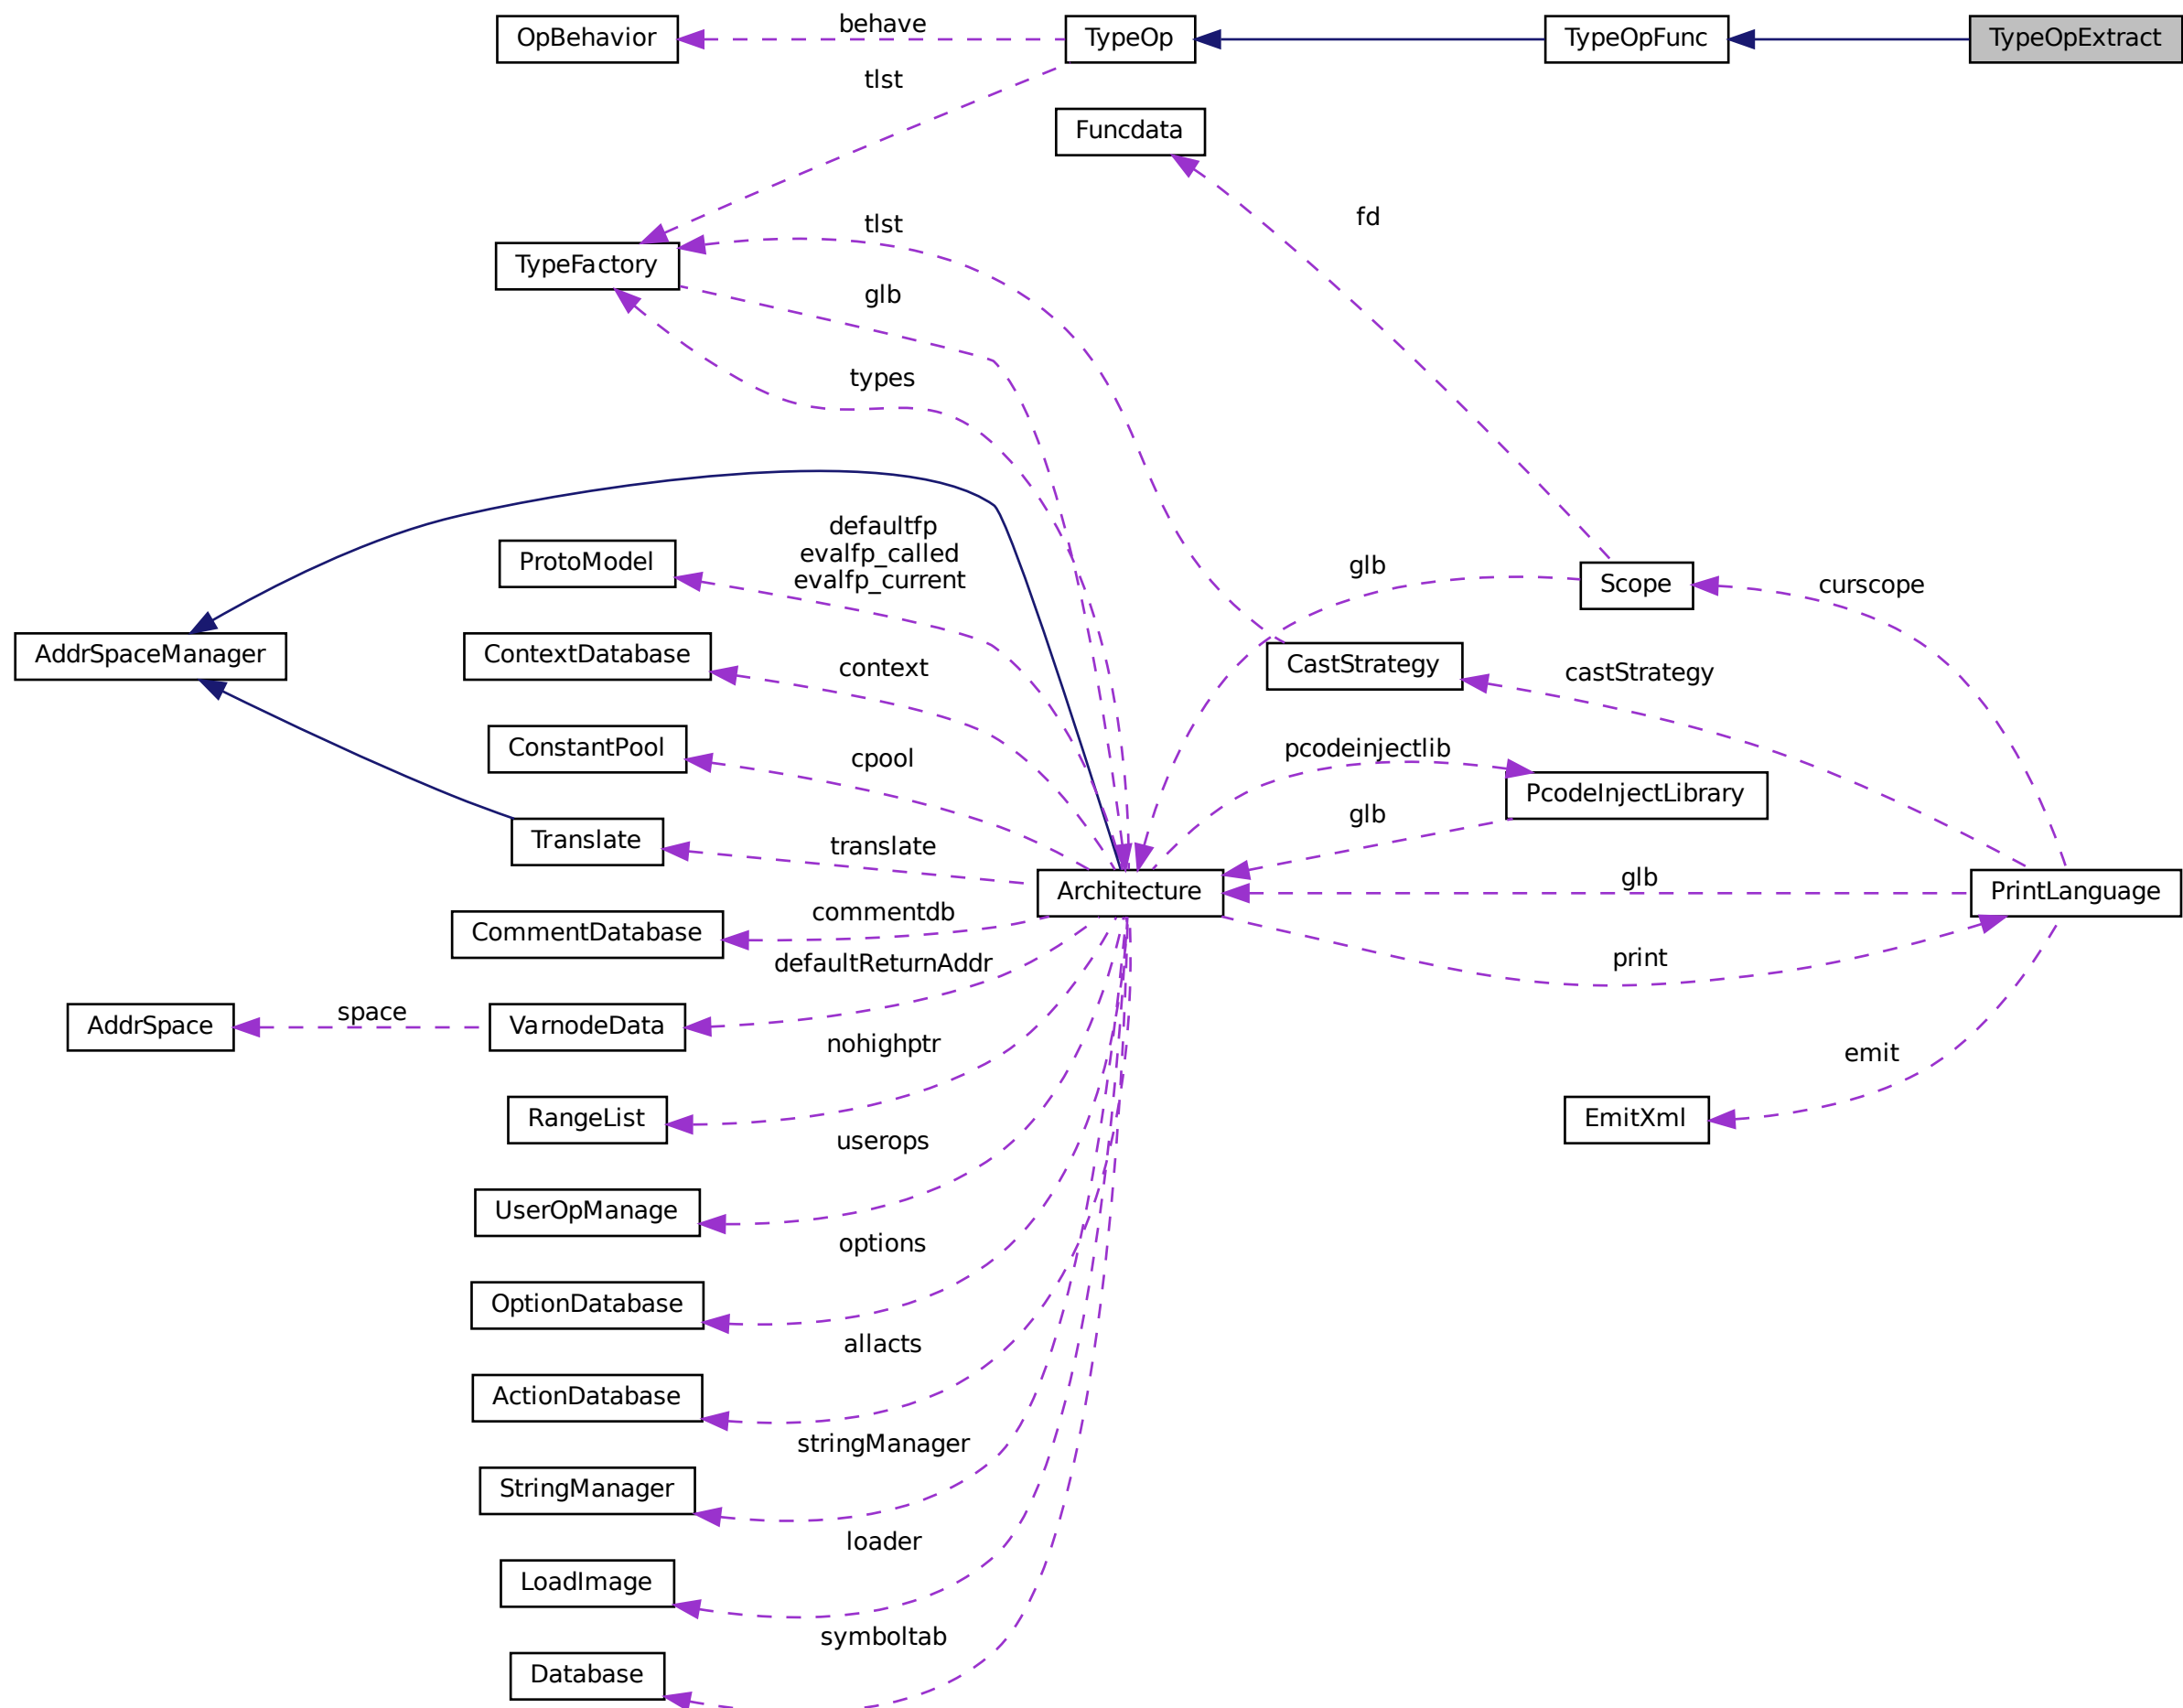 OpBehavior
behave
TypeOp
TypeOpFunc
TypeOpExtract
tlst
Funcdata
fd
tlst
TypeFactory
glb
types
defaultfp
evalfp_called
evalfp_current
ProtoModel
glb
Scope
curscope
AddrSpaceManager
ContextDatabase
context
CastStrategy
castStrategy
ConstantPool
cpool
pcodeinjectlib
PcodeInjectLibrary
glb
Translate
translate
Architecture
glb
PrintLanguage
CommentDatabase
commentdb
print
defaultReturnAddr
AddrSpace
space
VarnodeData
nohighptr
emit
RangeList
EmitXml
userops
UserOpManage
options
OptionDatabase
allacts
ActionDatabase
stringManager
StringManager
loader
LoadImage
symboltab
Database